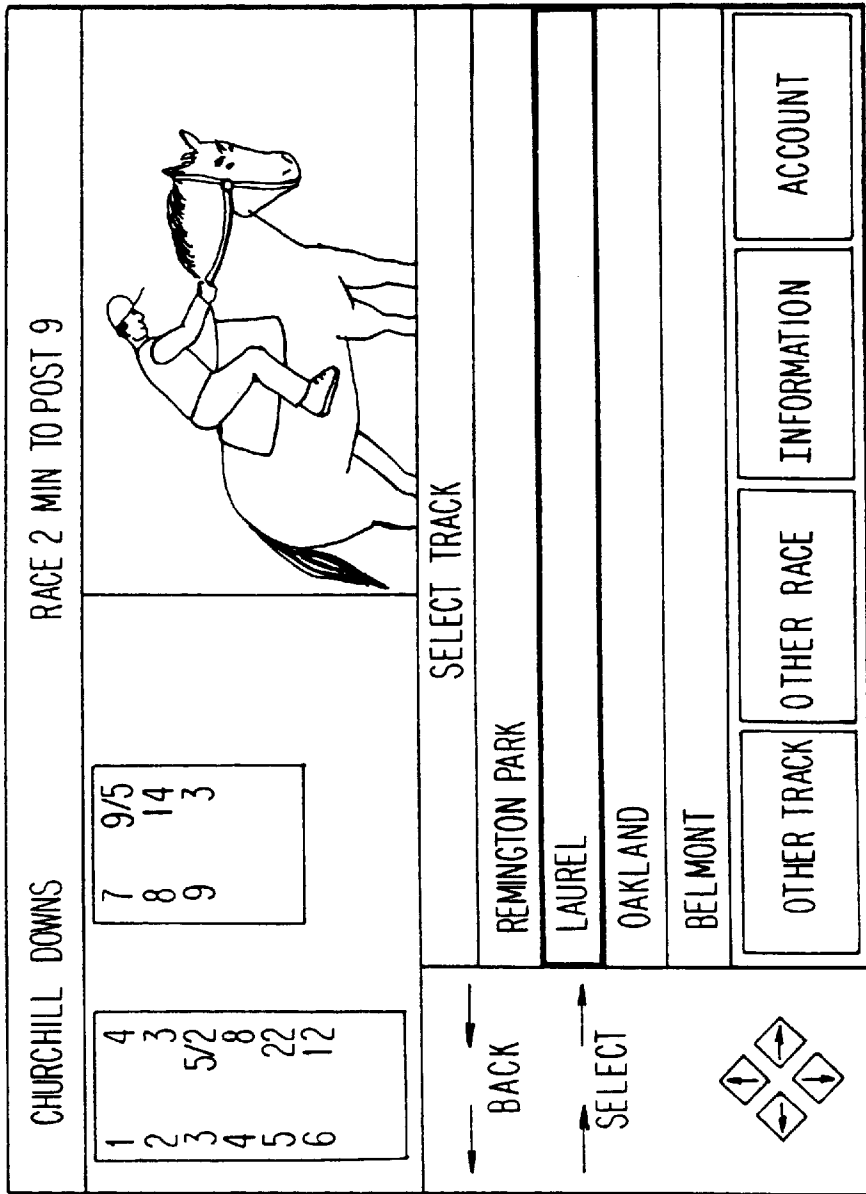 CHURCHILL DOWNS RACE 2 MIN TO POST 9
1 4
2 3
3 5/2
4 8
5 22
6 12
7 9/5
8 14
9 3
BACK
SELECT
SELECT TRACK
REMINGTON PARK
LAUREL
OAKLAND
BELMONT
OTHER TRACK
OTHER RACE
INFORMATION
ACCOUNT